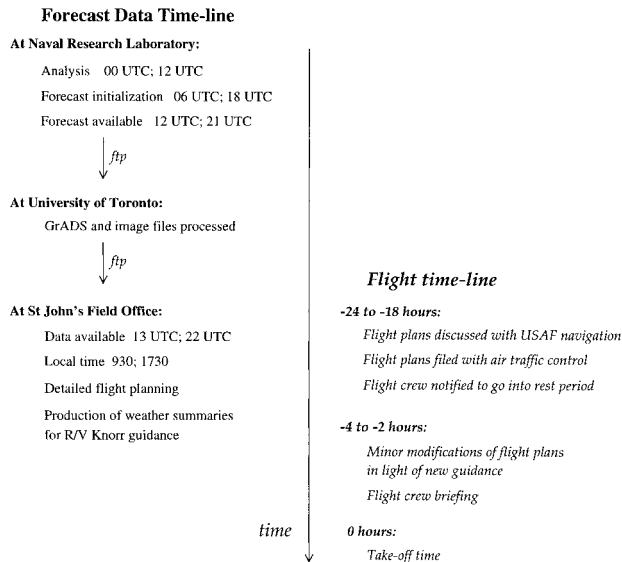 Forecast Data Time-line
At Naval Research Laboratory:
Analysis 00 UTC; 12 UTC
Forecast initialization 06 UTC; 18 UTC
Forecast available 12 UTC; 21 UTC
ftp
At University of Toronto:
GrADS and image files processed
ftp
At St John's Field Office:
Data available 13 UTC; 22 UTC
Local time 930; 1730
Detailed flight planning
Production of weather summaries
for R/V Knorr guidance
time
Flight time-line
-24 to -18 hours:
Flight plans discussed with USAF navigation
Flight plans filed with air traffic control
Flight crew notified to go into rest period
-4 to -2 hours:
Minor modifications of flight plans
in light of new guidance
Flight crew briefing
0 hours:
Take-off time